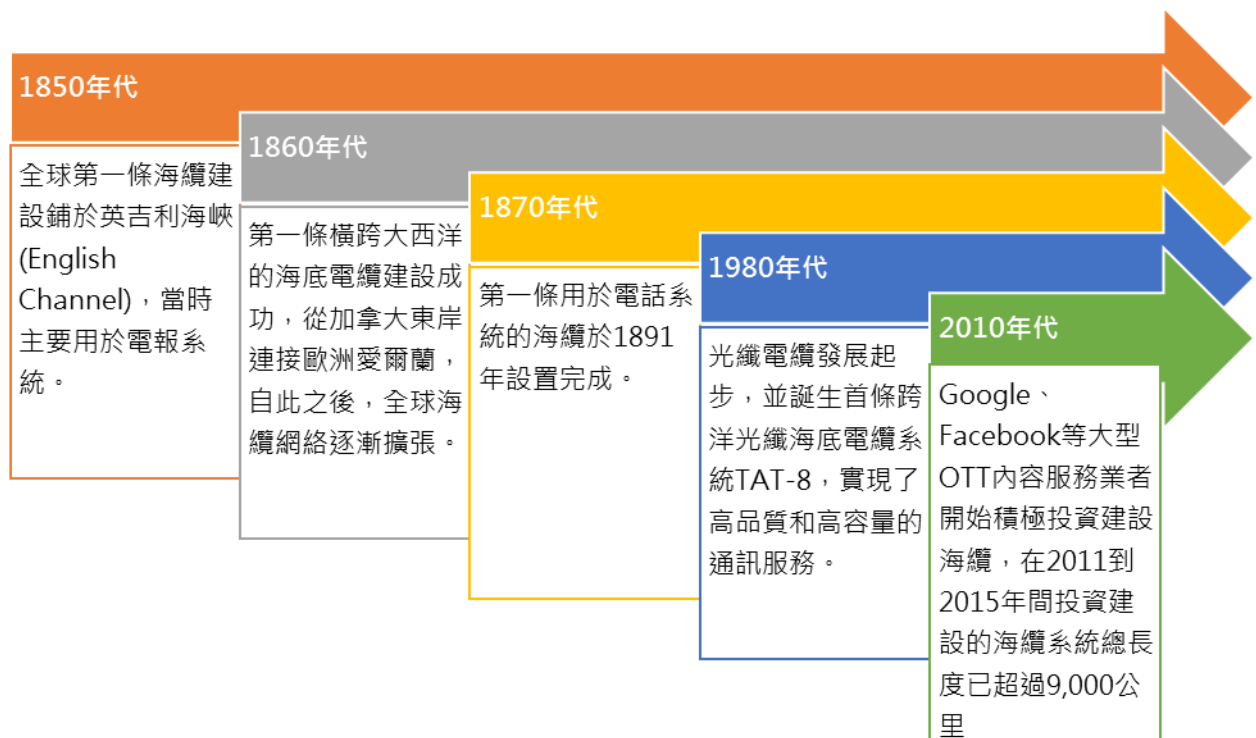 1850年代
全球第一條海纜建
設鋪於英吉利海峽
(English
Channel)，當時
主要用於電報系
統。
1860年代
第一條橫跨大西洋
的海底電纜建設成
功，從加拿大東岸
連接歐洲愛爾蘭，
自此之後，全球海
纜網絡逐漸擴張。
1870年代
第一條用於電話系
統的海纜於1891
年設置完成。
1980年代
光纖電纜發展起
步，並誕生首條跨
洋光纖海底電纜系
統TAT-8，實現了
高品質和高容量的
通訊服務。
2010年代
Google、
Facebook等大型
OTT內容服務業者
開始積極投資建設
海纜，在2011到
2015年間投資建
設的海纜系統總長
度已超過9,000公
里